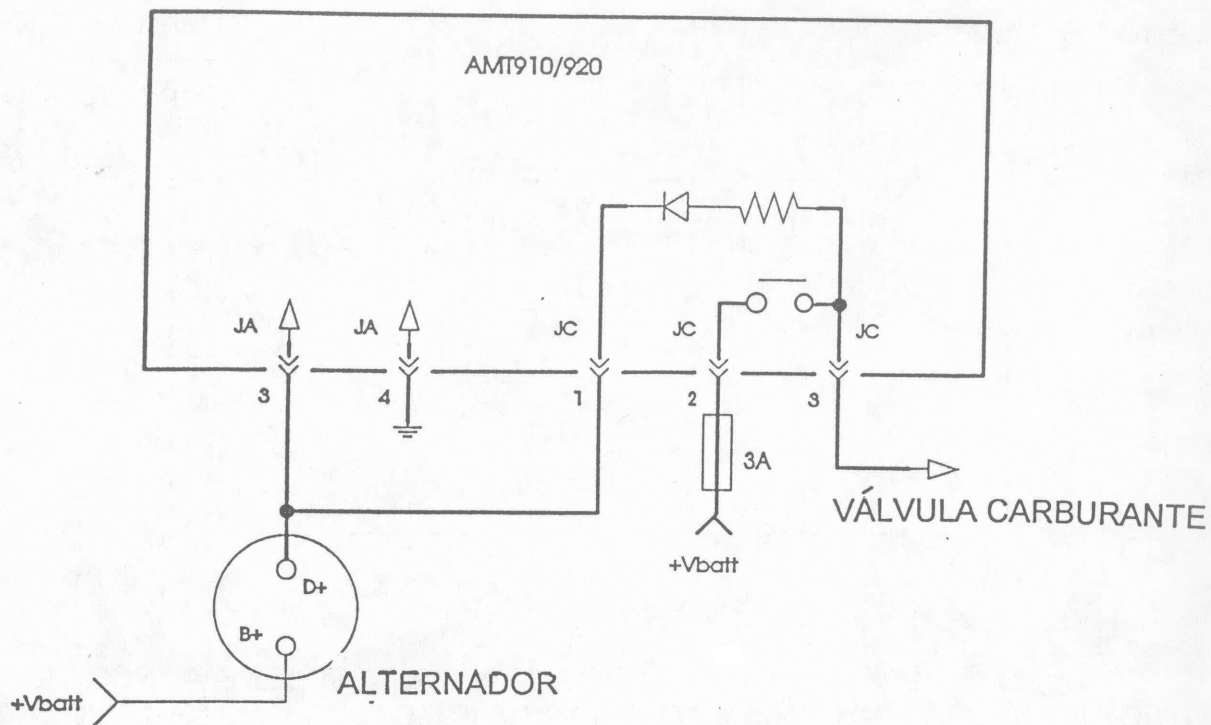 AMT910/920
JA
JA
JC
JC
JC
3
4
1
2
3
3A
VÁLVULA CARBURANTE
+Vbatt
D+
B+
ALTERNADOR
+Vbatt